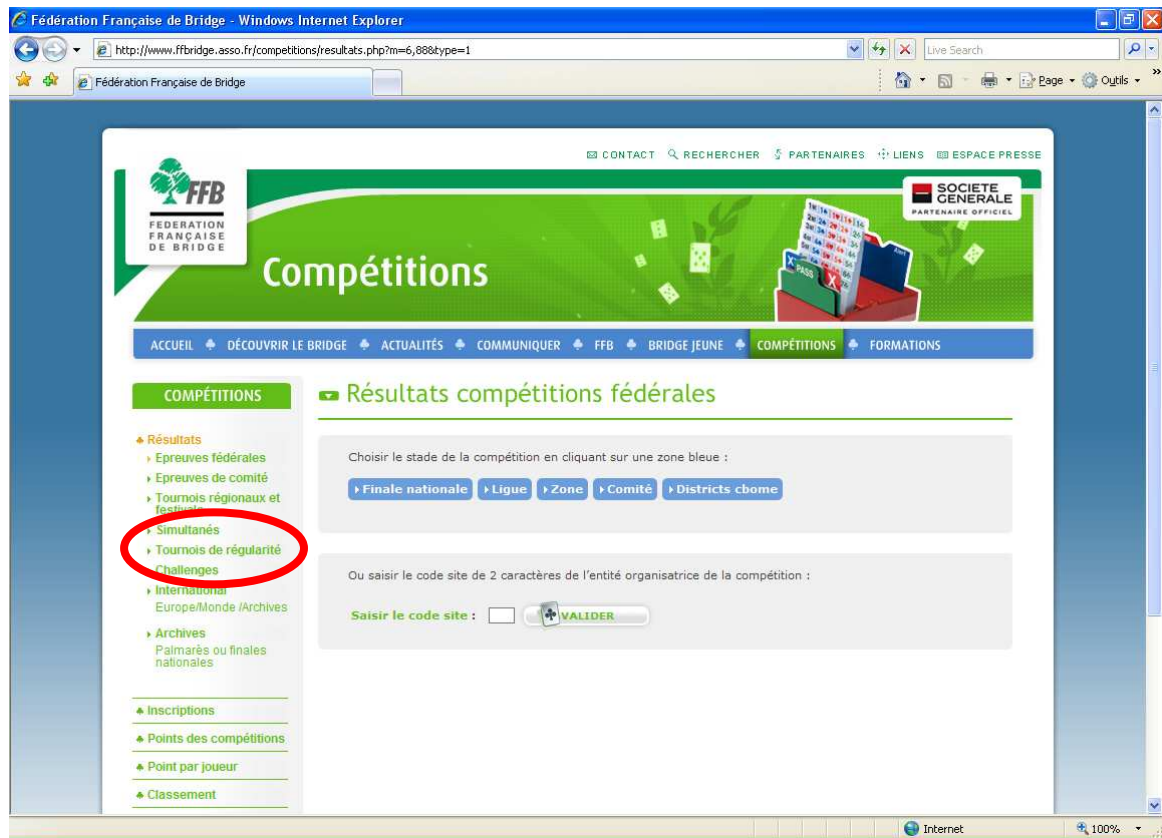 Fédération Française de Bridge - Windows Internet Explorer
http://www.ffbridge.asso.fr/competitions/resultats.php?m=6,88&type=1
Live Search
Fédération Française de Bridge
Page
Outils
CONTACT RECHERCHER PARTENAIRES LIENS ESPACE PRESSE
FFB
FEDERATION
FRANÇAISE
DE BRIDGE
SOCIETE
GENERALE
PARTENAIRE OFFICIEL
PASS
X
Compétitions
ACCUEIL DÉCOUVRIR LE BRIDGE ACTUALITÉS COMMUNIQUER FFB BRIDGE JEUNE COMPÉTITIONS FORMATIONS
COMPÉTITIONS
Résultats
Epreuves fédérales
Epreuves de comité
Tournois régionaux et
festivals
Simultanés
Tournois de régularité
Challenges
International
Europe/Monde /Archives
Archives
Palmarès ou finales
nationales
Inscriptions
Points des compétitions
Point par joueur
Classement
Résultats compétitions fédérales
Choisir le stade de la compétition en cliquant sur une zone bleue :
Finale nationale Ligue Zone Comité Districts cbome
Ou saisir le code site de 2 caractères de l'entité organisatrice de la compétition :
Saisir le code site : VALIDER
Internet
100%